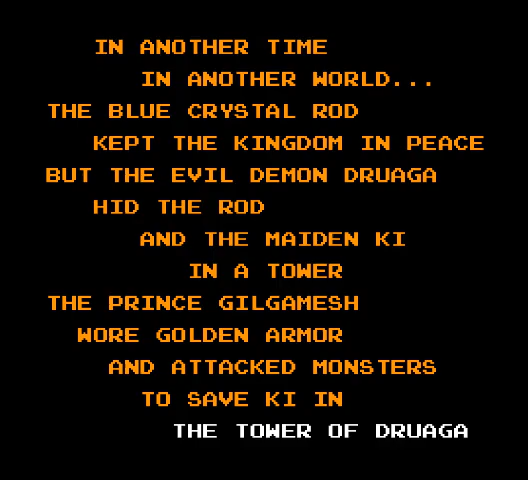 IN ANOTHER TIME
IN ANOTHER WORLD...
THE BLUE CRYSTAL ROD
KEPT THE KINGDOM IN PEACE
BUT THE EVIL DEMON DRUAGA
HID THE ROD
AND THE MAIDEN KI
IN A TOWER
THE PRINCE GILGAMESH
WORE GOLDEN ARMOR
AND ATTACKED MONSTERS
TO SAVE KI IN
THE TOWER OF DRUAGA